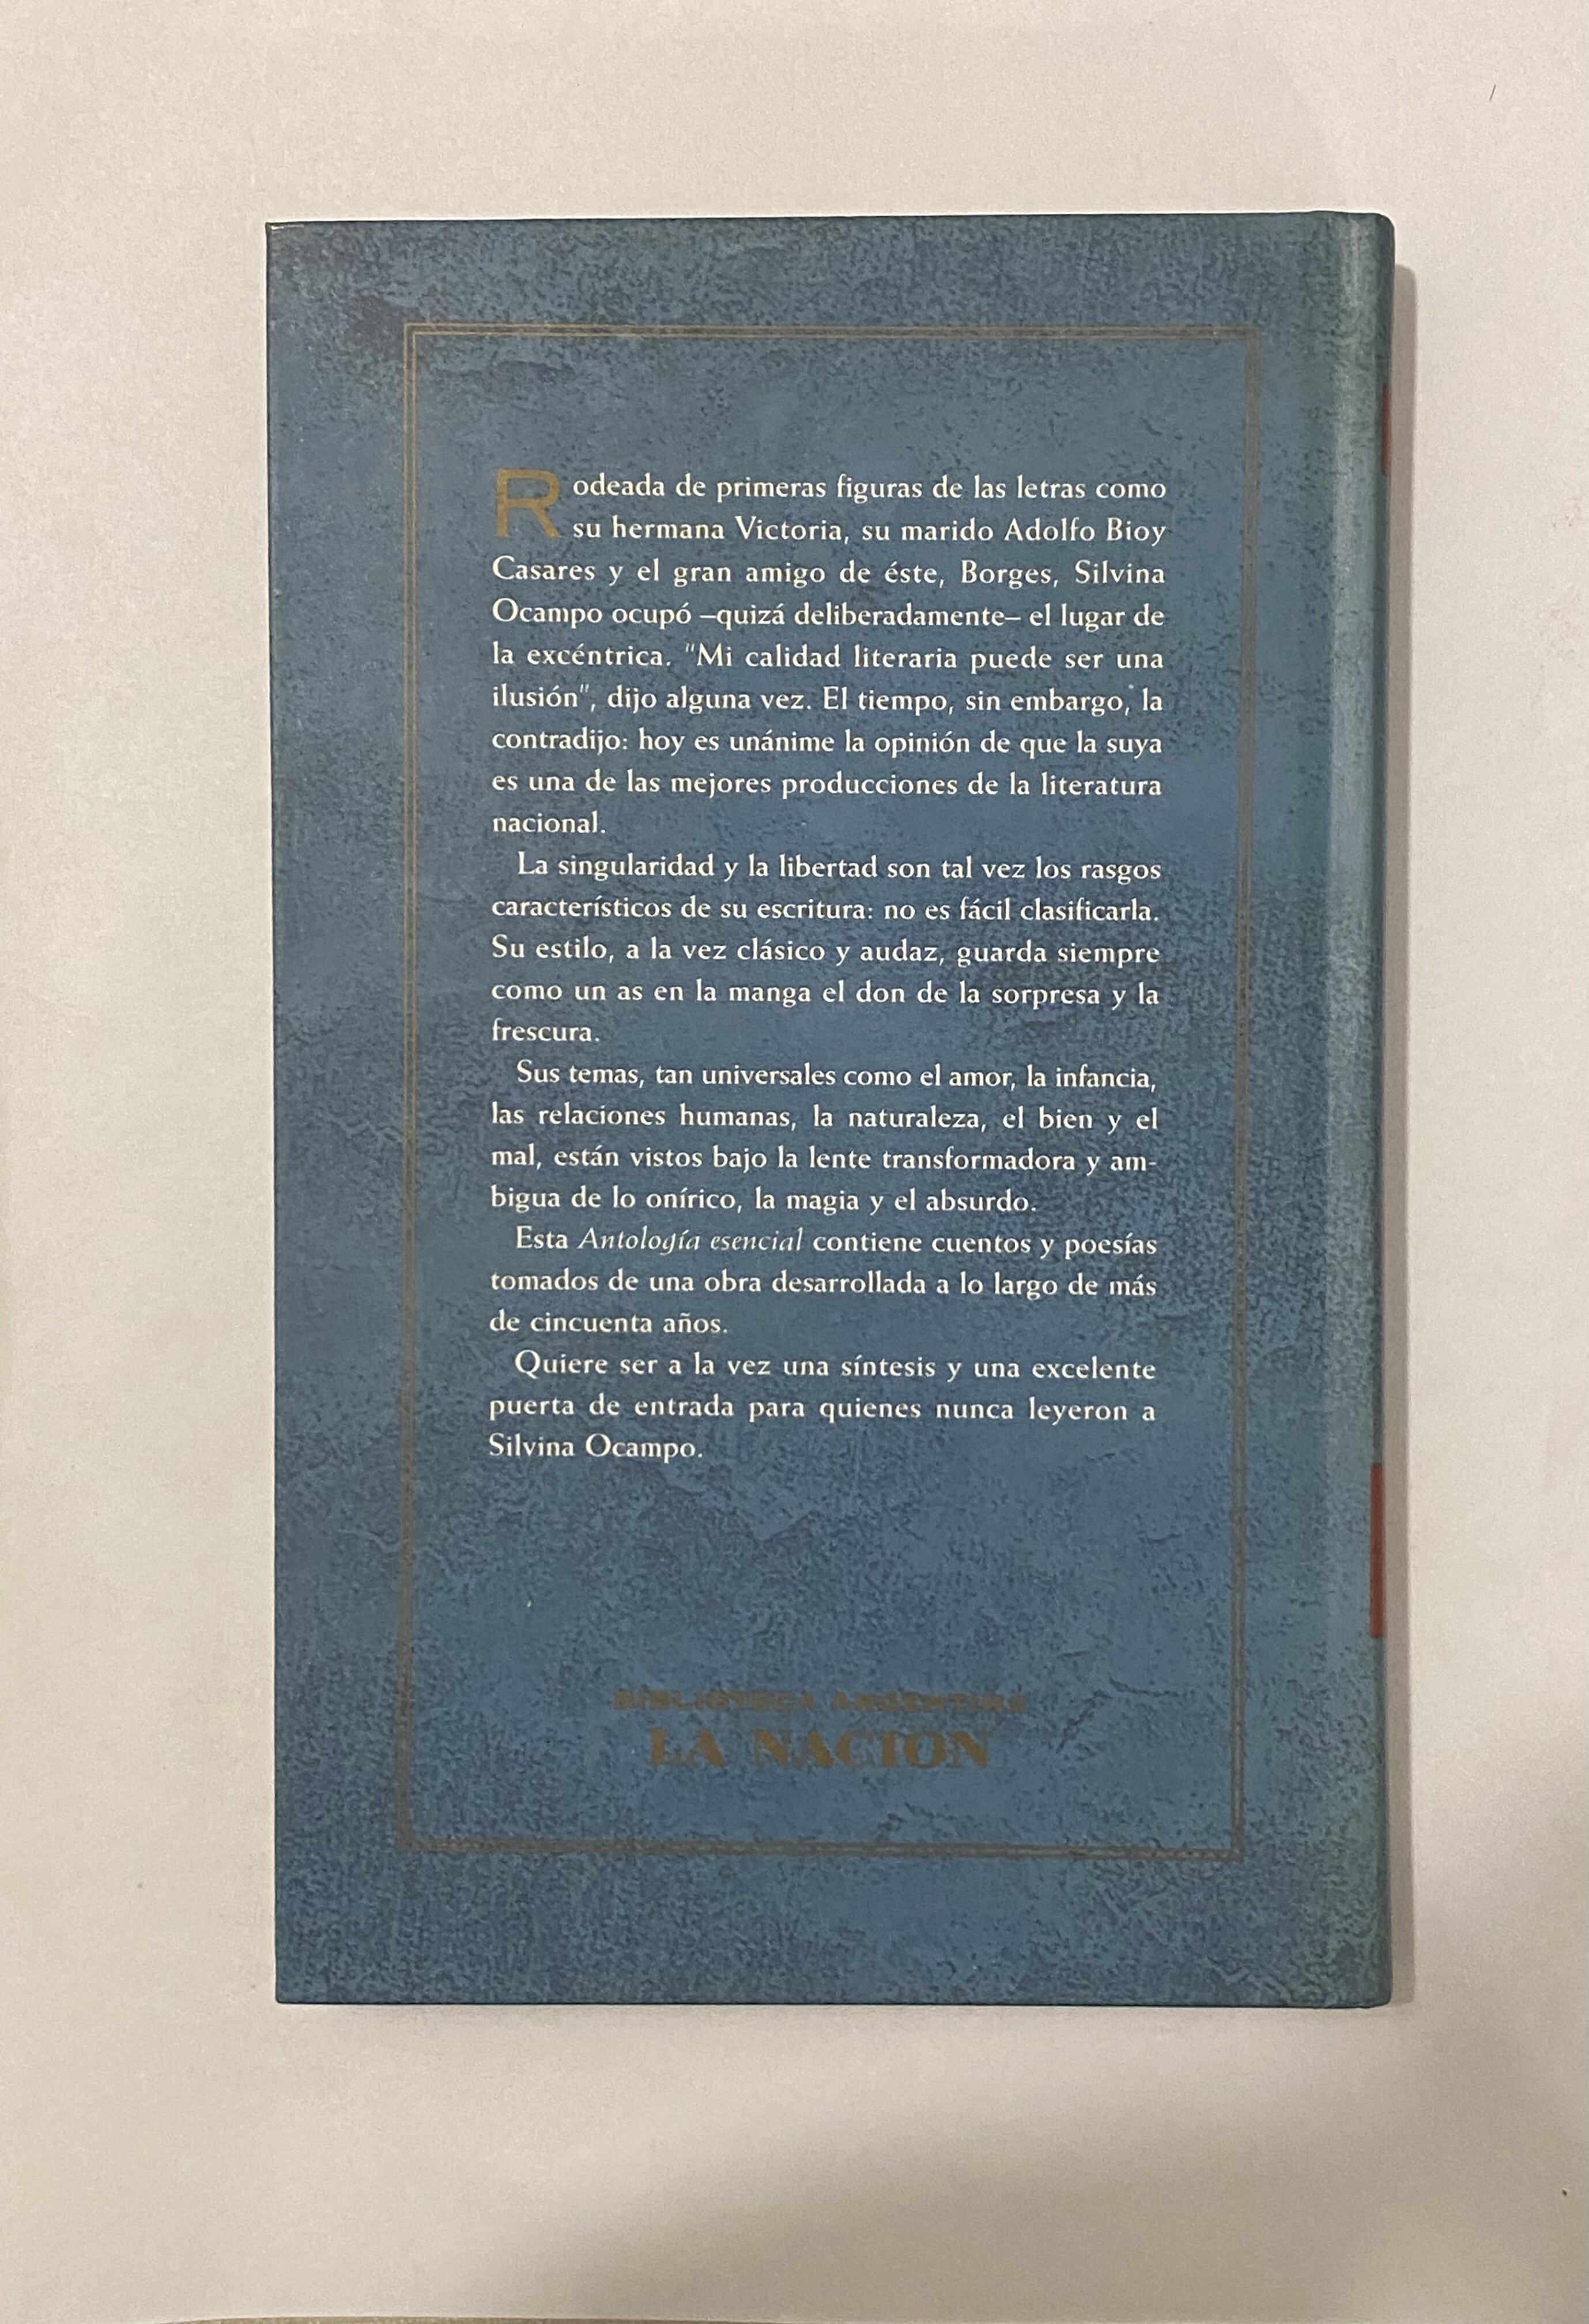 Rodeada de primeras figuras de las letras como
su hermana Victoria, su marido Adolfo Bioy
Casares y el gran amigo de éste, Borges, Silvina
Ocampo ocupó –quizá deliberadamente– el lugar de
la excéntrica. "Mi calidad literaria puede ser una
ilusión", dijo alguna vez. El tiempo, sin embargo, la
contradijo: hoy es unánime la opinión de que la suya
es una de las mejores producciones de la literatura
nacional.
La singularidad y la libertad son tal vez los rasgos
característicos de su escritura: no es fácil clasificarla.
Su estilo, a la vez clásico y audaz, guarda siempre
como un as en la manga el don de la sorpresa y la
frescura.
Sus temas, tan universales como el amor, la infancia,
las relaciones humanas, la naturaleza, el bien y el
mal, están vistos bajo la lente transformadora y am-
bigua de lo onírico, la magia y el absurdo.
Esta Antología esencial contiene cuentos y poesías
tomados de una obra desarrollada a lo largo de más
de cincuenta años.
Quiere ser a la vez una síntesis y una excelente
puerta de entrada para quienes nunca leyeron a
Silvina Ocampo.
BIBLIOTECA ARGENTINA
LA NACION